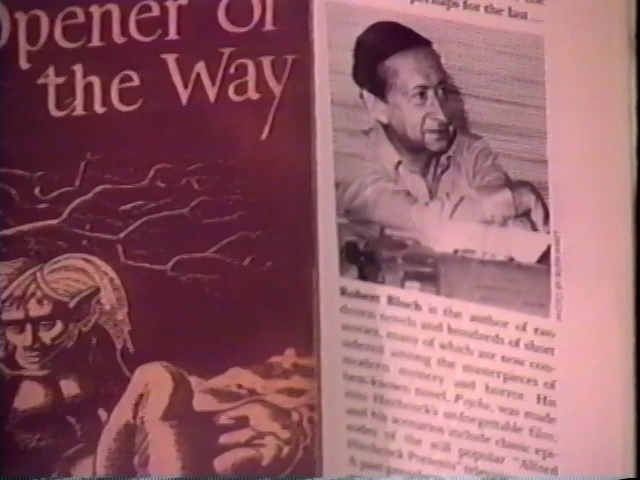 Opener of
the Way
perhaps for the last...
Robert Bloch is the author of two
dozen novels and hundreds of short
stories, many of which are now con-
sidered among the masterpieces of
modern mystery and horror. His
best-known novel, Psycho, was made
into Hitchcock's unforgettable film,
and his scenarios include classic epi-
sodes of the still popular "Alfred
Hitchcock Presents"
A past